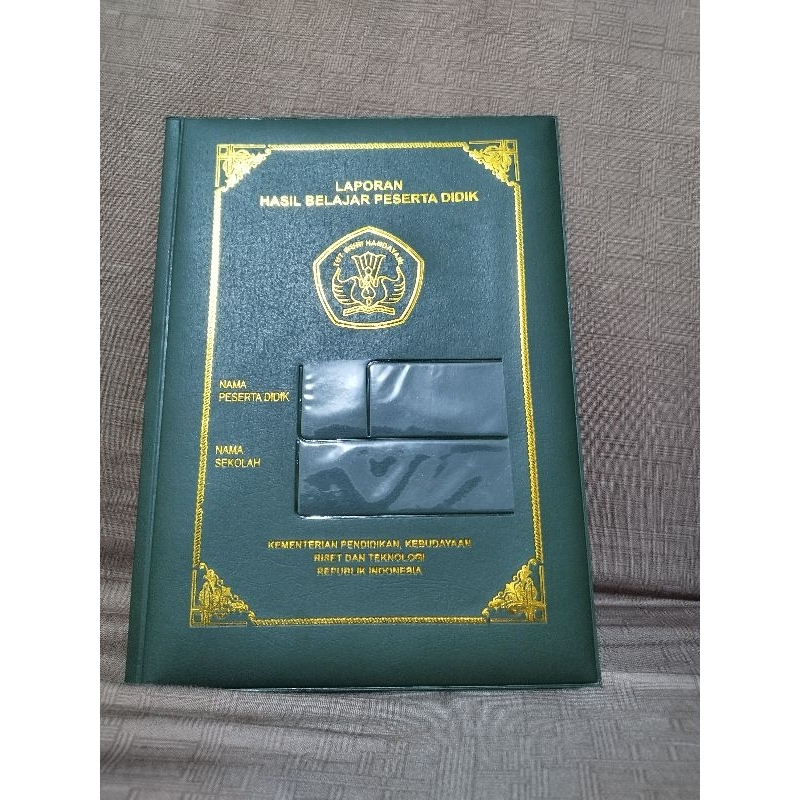 LAPORAN
HASIL BELAJAR PESERTA DIDIK
TUT WURI HANDAYANI
NAMA
PESERTA DIDIK
NAMA
SEKOLAH
KEMENTERIAN PENDIDIKAN, KEBUDAYAAN
RISET DAN TEKNOLOGI
REPUBLIK INDONESIA